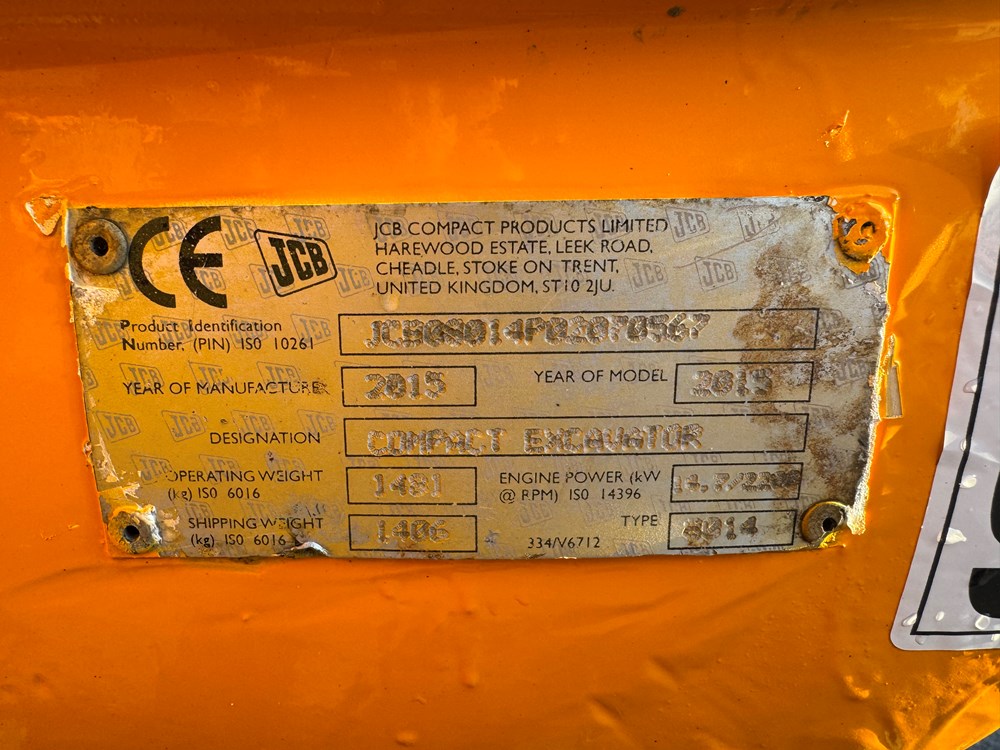 CE JCB
JCB COMPACT PRODUCTS LIMITED
HAREWOOD ESTATE, LEEK ROAD,
CHEADLE, STOKE ON TRENT,
UNITED KINGDOM, ST10 2JU.
Product Identification
Number. (PIN) ISO 10261
YEAR OF MANUFACTURE 2015 YEAR OF MODEL 2015
DESIGNATION COMPACT EXCAVATOR
OPERATING WEIGHT
(kg) ISO 6016 1491
ENGINE POWER (kW
@ RPM) ISO 14396
SHIPPING WEIGHT
(kg) ISO 6016 1406
TYPE 8014
334/V6712